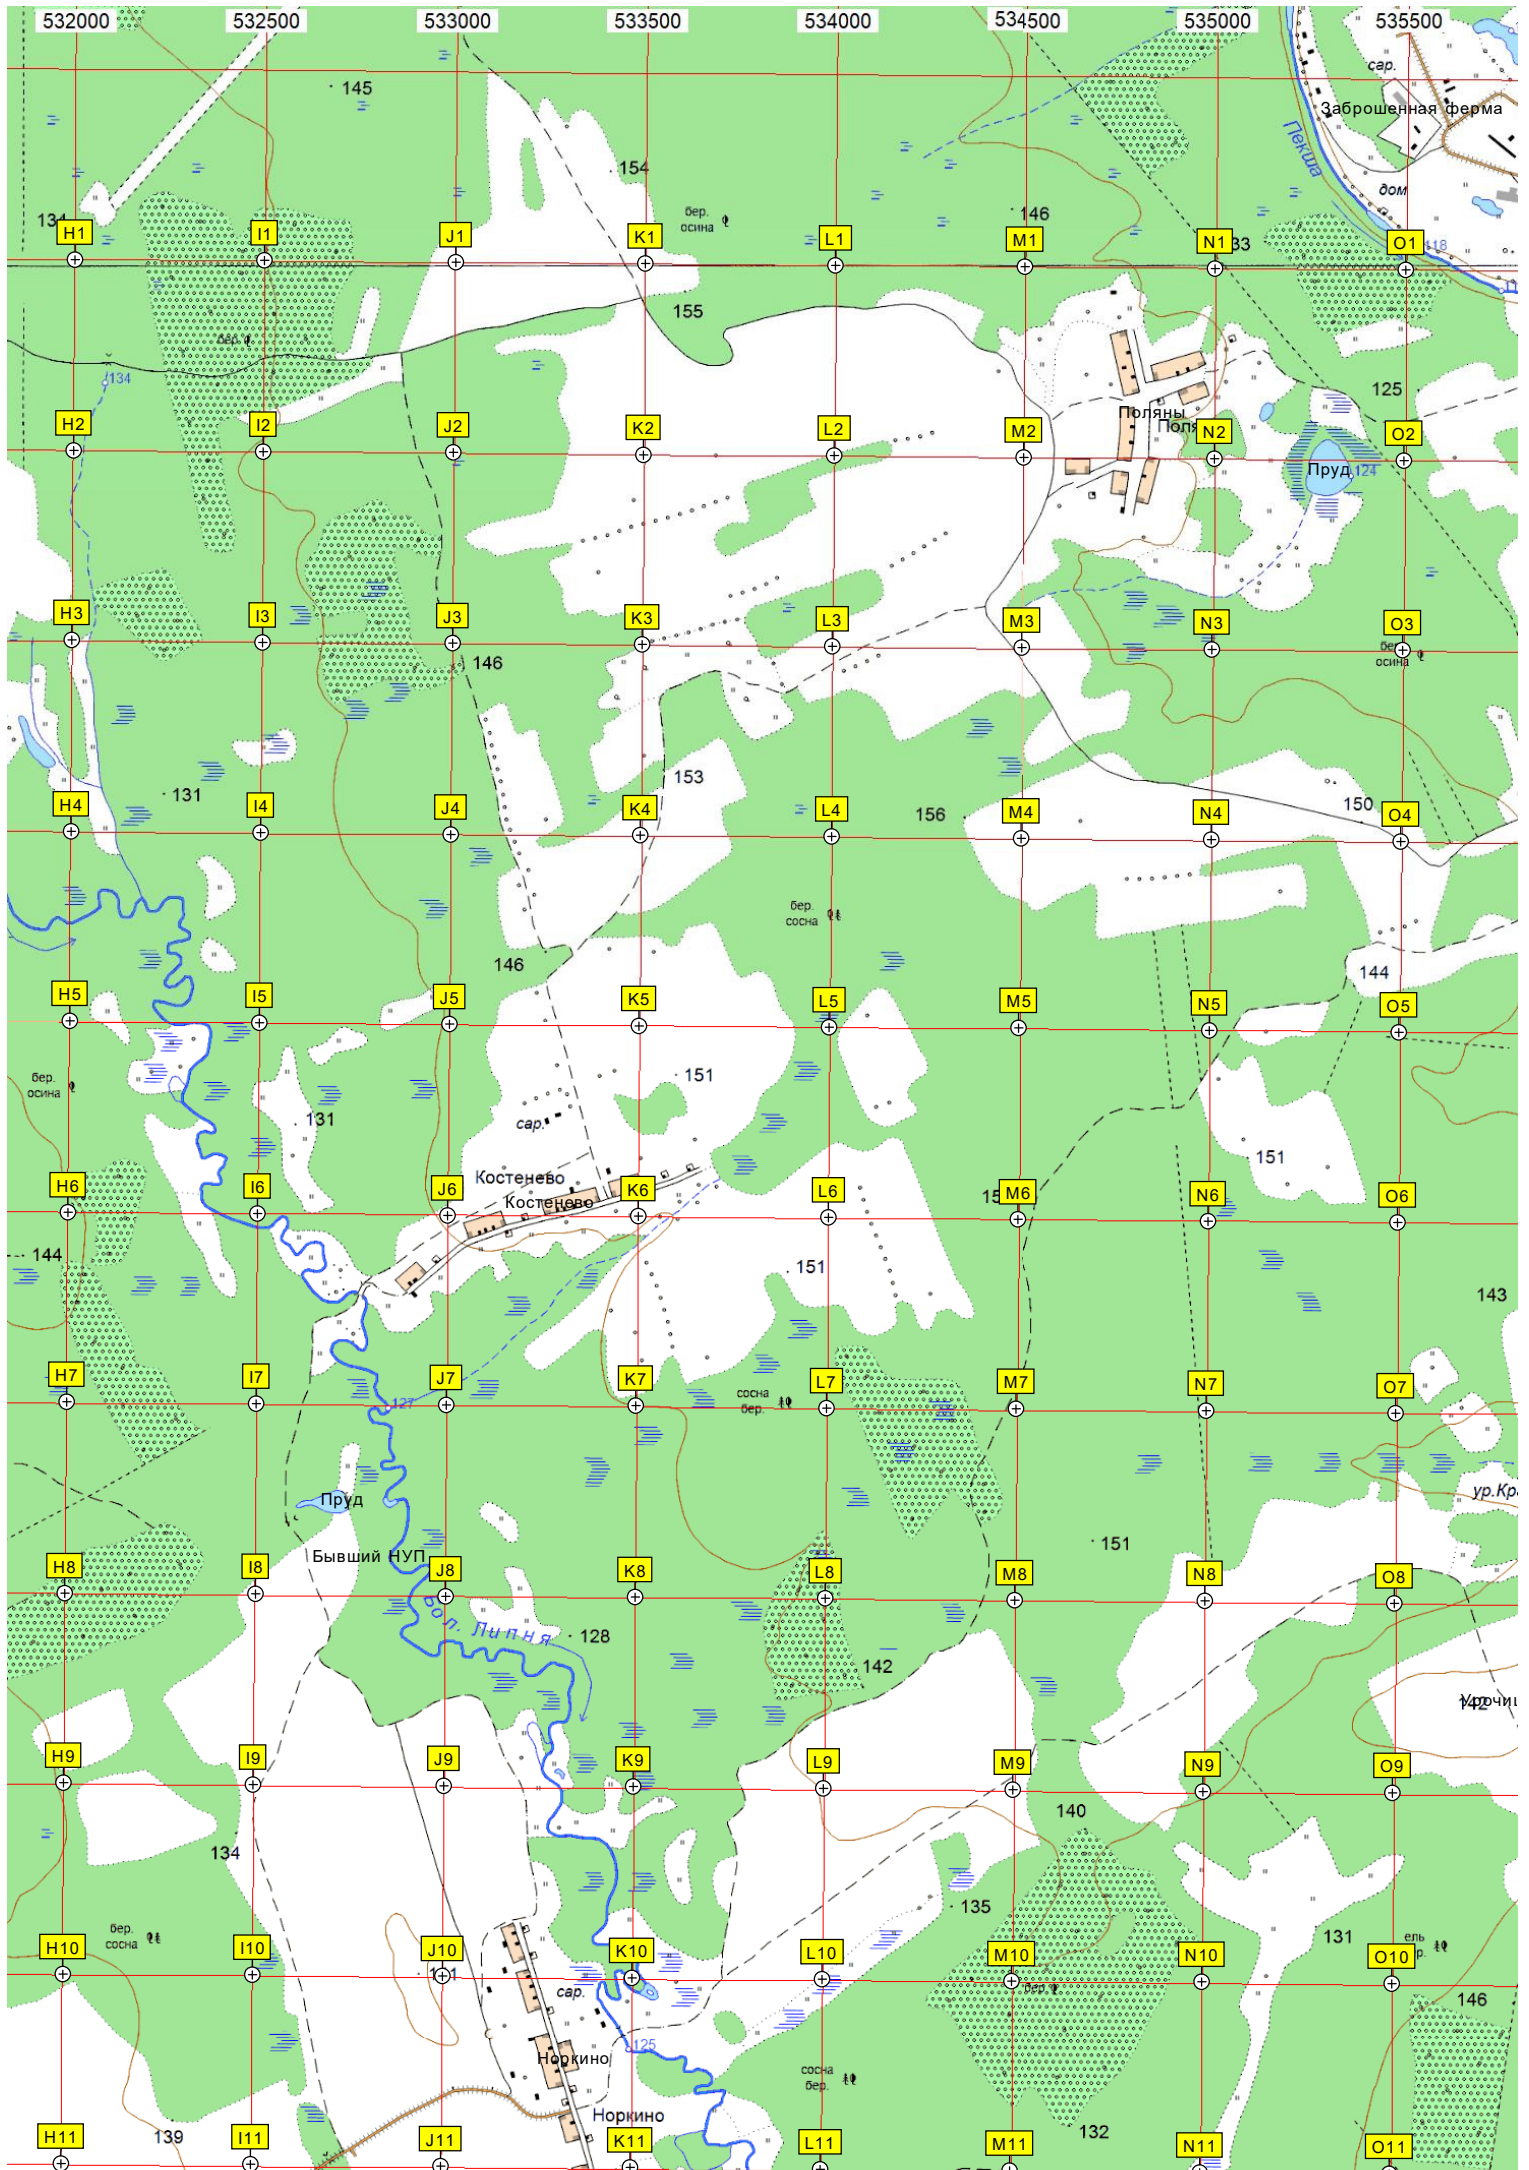 532000 532500 533000 533500 534000 534500 535000 535500
сар.
145
Заброшенная ферма
Пекша
154
дом
бер.
осина
134 146
H1 I1 J1 K1 L1 M1 N1 33 O1 118
155
бер.
134
125
Поляны
H2 I2 J2 K2 L2 M2 N2 O2
Пруд 124
H3 I3 J3 K3 L3 M3 N3 O3
осина
146
153
131
150
156
H4 I4 J4 K4 L4 M4 N4 O4
бер.
сосна
146
144
H5 I5 J5 K5 L5 M5 N5 O5
бер.
осина
151
131
сар.
151
Костенево
Костенево
H6 I6 J6 K6 L6 M6 N6 O6
144
151
143
H7 I7 J7 K7 L7 M7 N7 O7
сосна
бер.
127
Пруд
151
Бывший НУП
H8 I8 J8 K8 L8 M8 N8 O8
Бол. Липня
128
142
H9 I9 J9 K9 L9 M9 N9 O9
140
134
135
131
бер.
сосна
ель
H10 I10 J10 K10 L10 M10 N10 O10
бер.
сар.
146
125
Норкино
сосна
бер.
Норкино
132
139
H11 I11 J11 K11 L11 M11 N11 O11